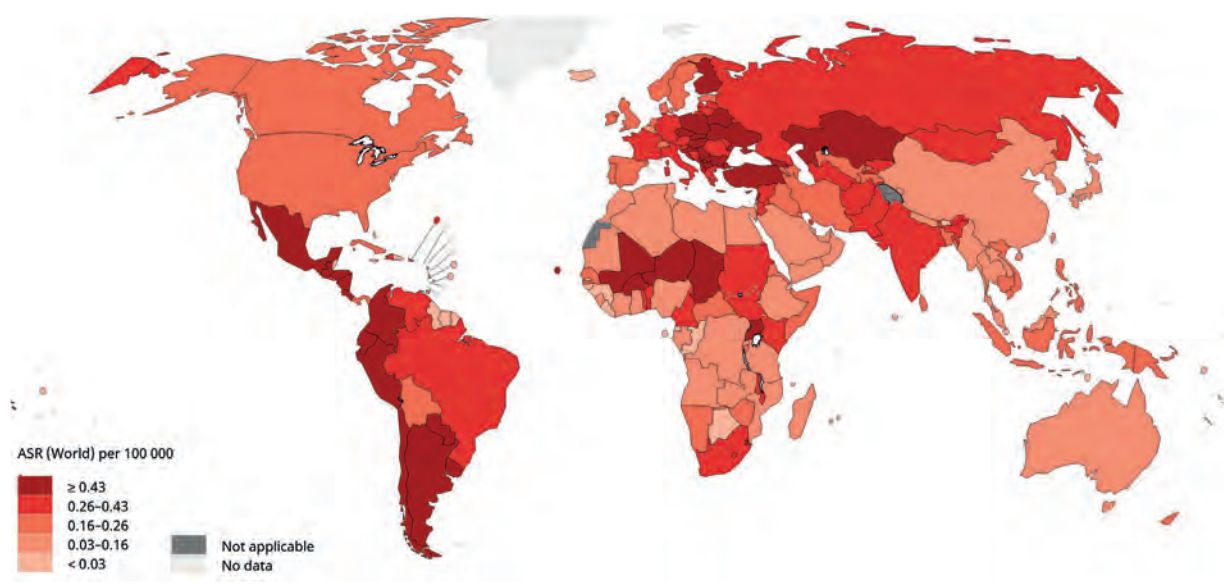 ASR (World) per 100 000
≥ 0.43
0.26–0.43
0.16–0.26
0.03–0.16
< 0.03
Not applicable
No data